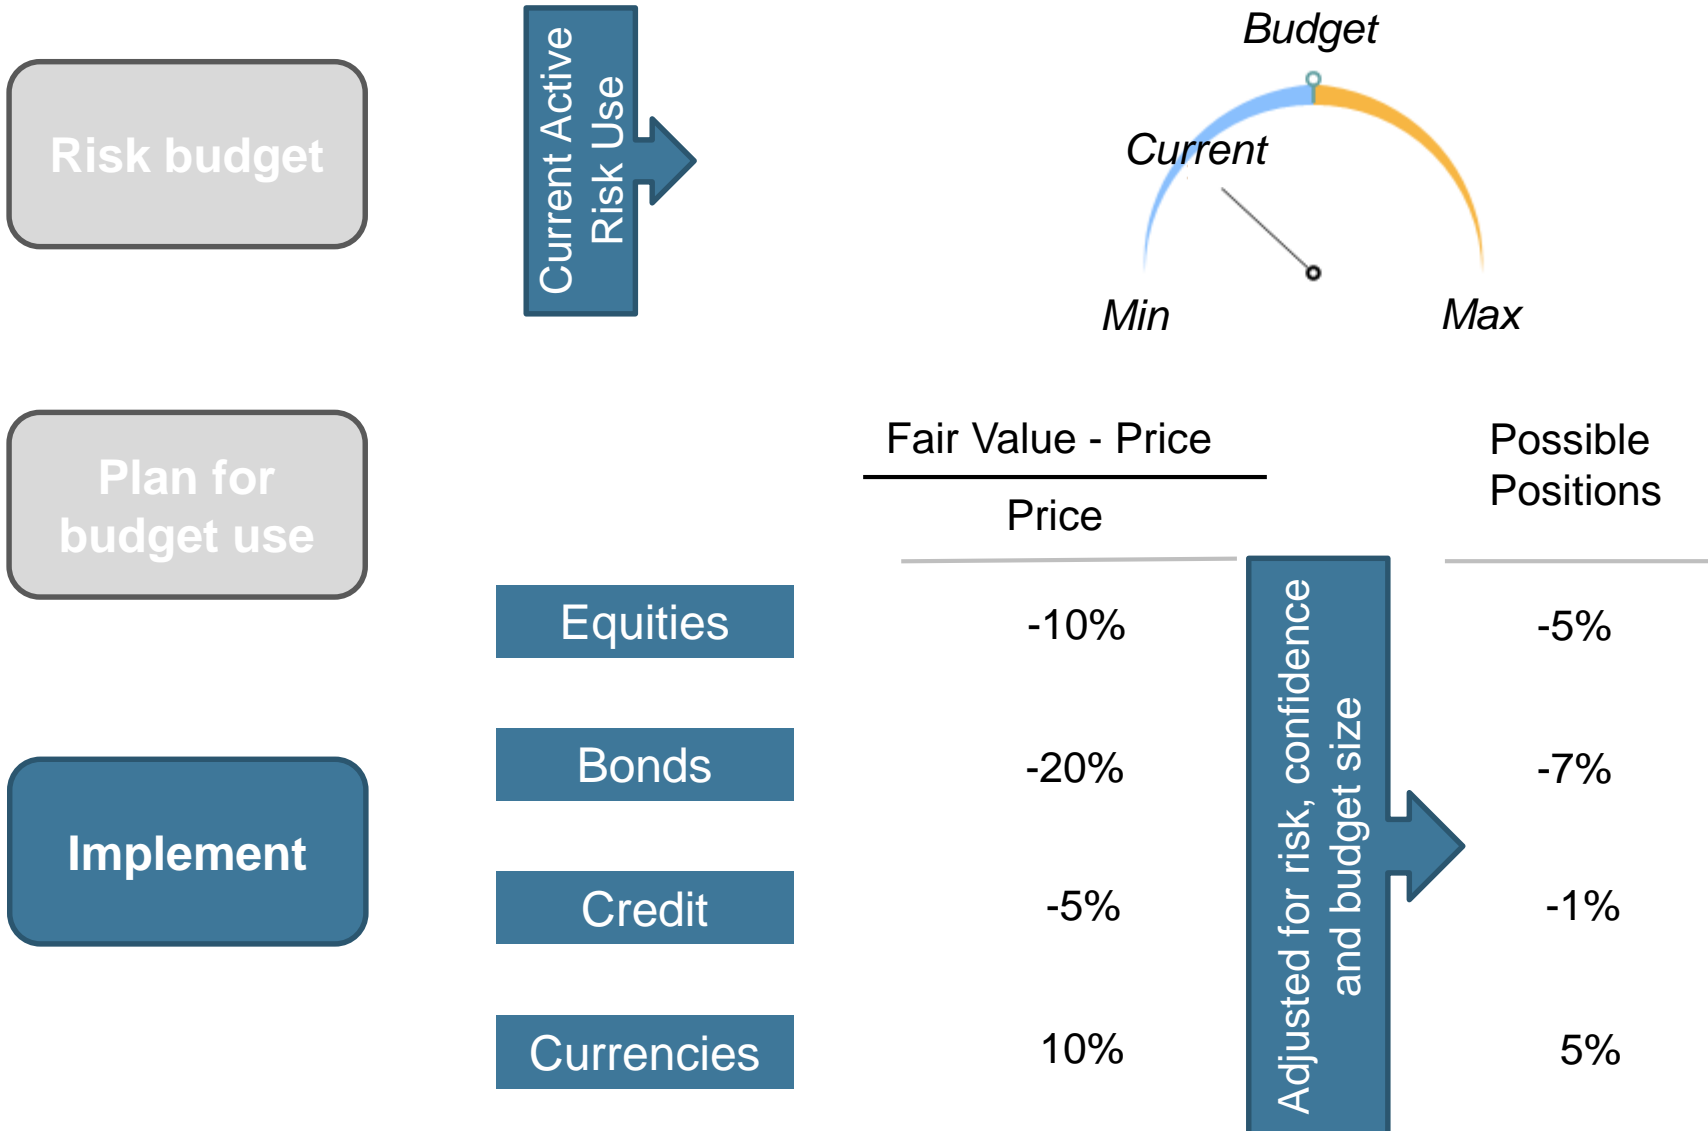 Risk budget
Current Active
Risk Use
Budget
Current
Min
Max
Plan for
budget use
Fair Value - Price
Price
Possible
Positions
Implement
Equities
-10%
-5%
Bonds
-20%
-7%
Credit
-5%
-1%
Currencies
10%
5%
Adjusted for risk, confidence
and budget size